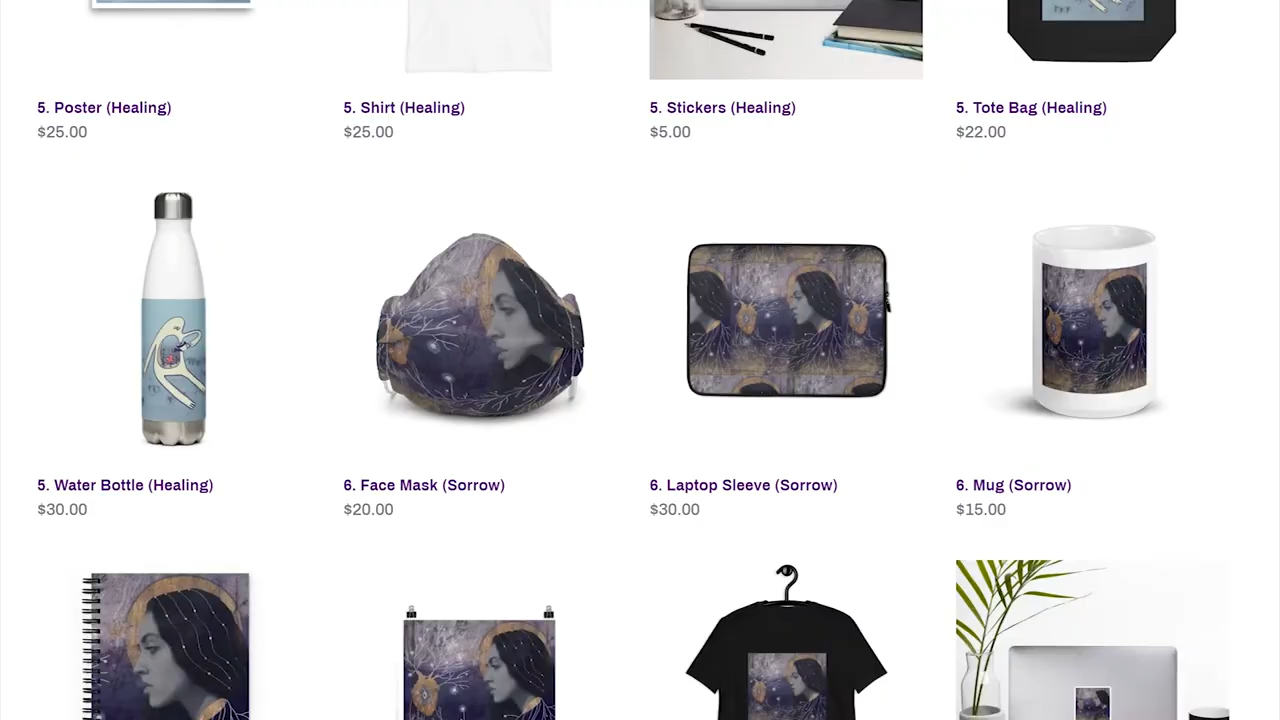 5. Poster (Healing)
$25.00
5. Shirt (Healing)
$25.00
5. Stickers (Healing)
$5.00
5. Tote Bag (Healing)
$22.00
5. Water Bottle (Healing)
$30.00
6. Face Mask (Sorrow)
$20.00
6. Laptop Sleeve (Sorrow)
$30.00
6. Mug (Sorrow)
$15.00